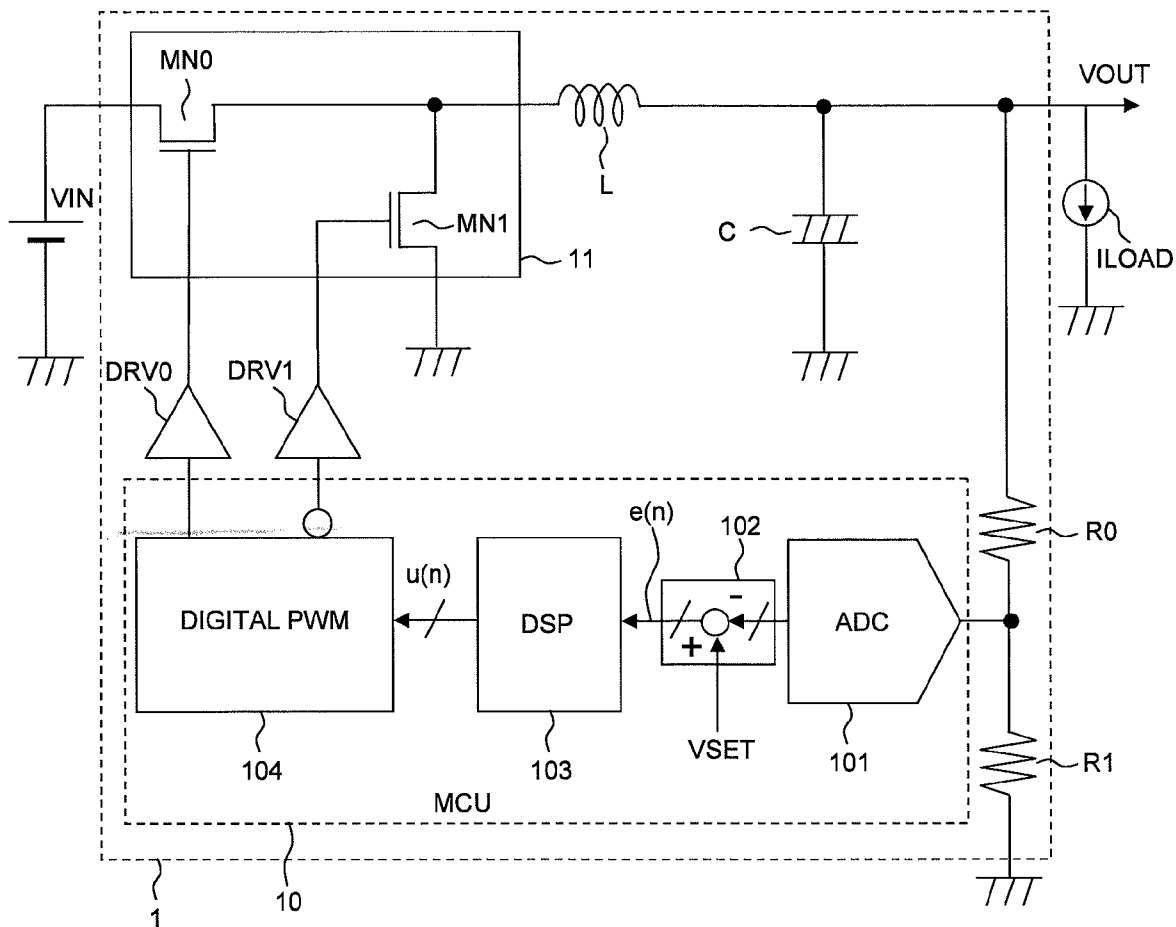 MN0
VOUT
L
VIN
MN1
C
11
ILOAD
DRV0
DRV1
e(n)
102
R0
u(n)
-
DIGITAL PWM
DSP
ADC
+
VSET
104
103
101
R1
MCU
10
1